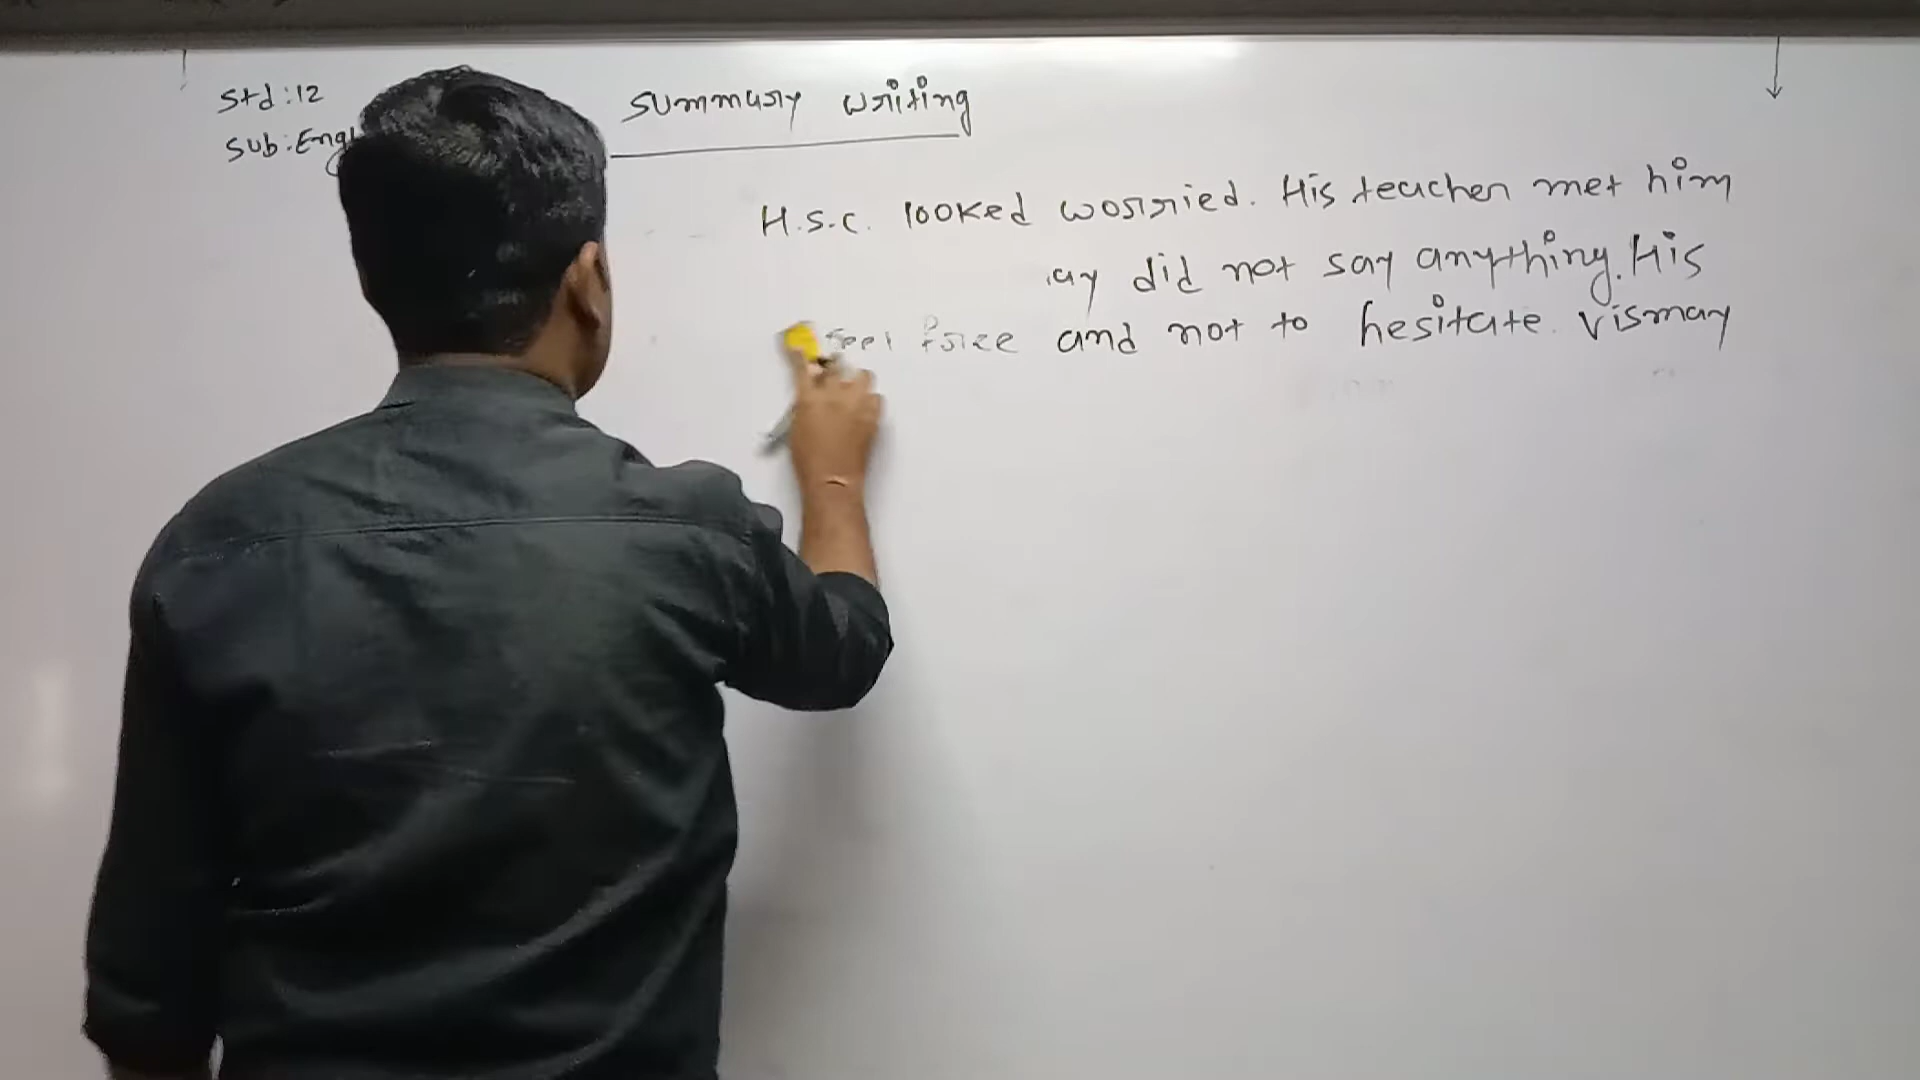 Std:12
Summary writing
Sub:Eng
H.S.C. looked worried. His teacher met him
ay did not say anything. His
feel free and not to hesitate. Vismay